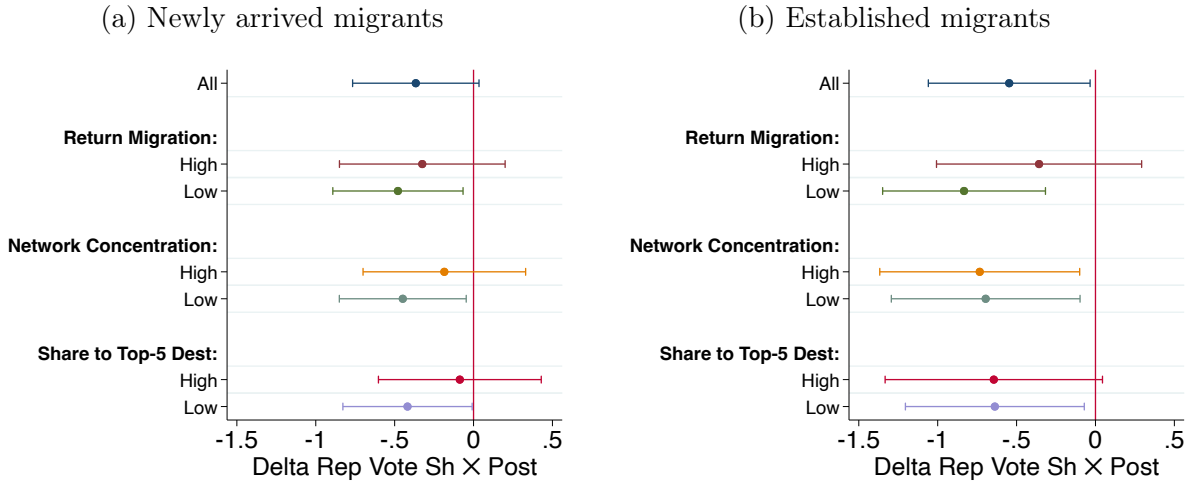 (a) Newly arrived migrants
All
Return Migration:
High
Low
Network Concentration:
High
Low
Share to Top-5 Dest:
High
Low
-1.5 -1 -.5 0 .5
Delta Rep Vote Sh × Post
(b) Established migrants
All
Return Migration:
High
Low
Network Concentration:
High
Low
Share to Top-5 Dest:
High
Low
-1.5 -1 -.5 0 .5
Delta Rep Vote Sh × Post